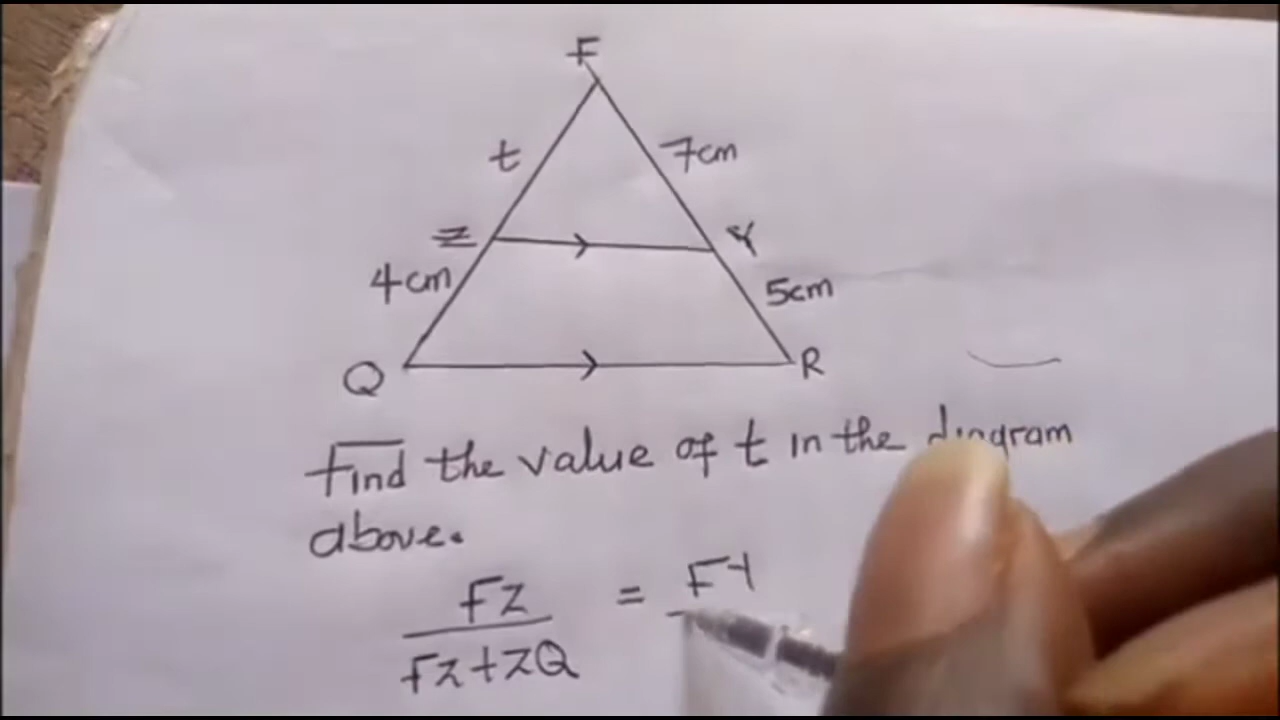 F
t
7cm
Z
Y
4cm
5cm
Q
R
Find the value of t in the diagram
above.
FZ = FY
FZ+ZQ